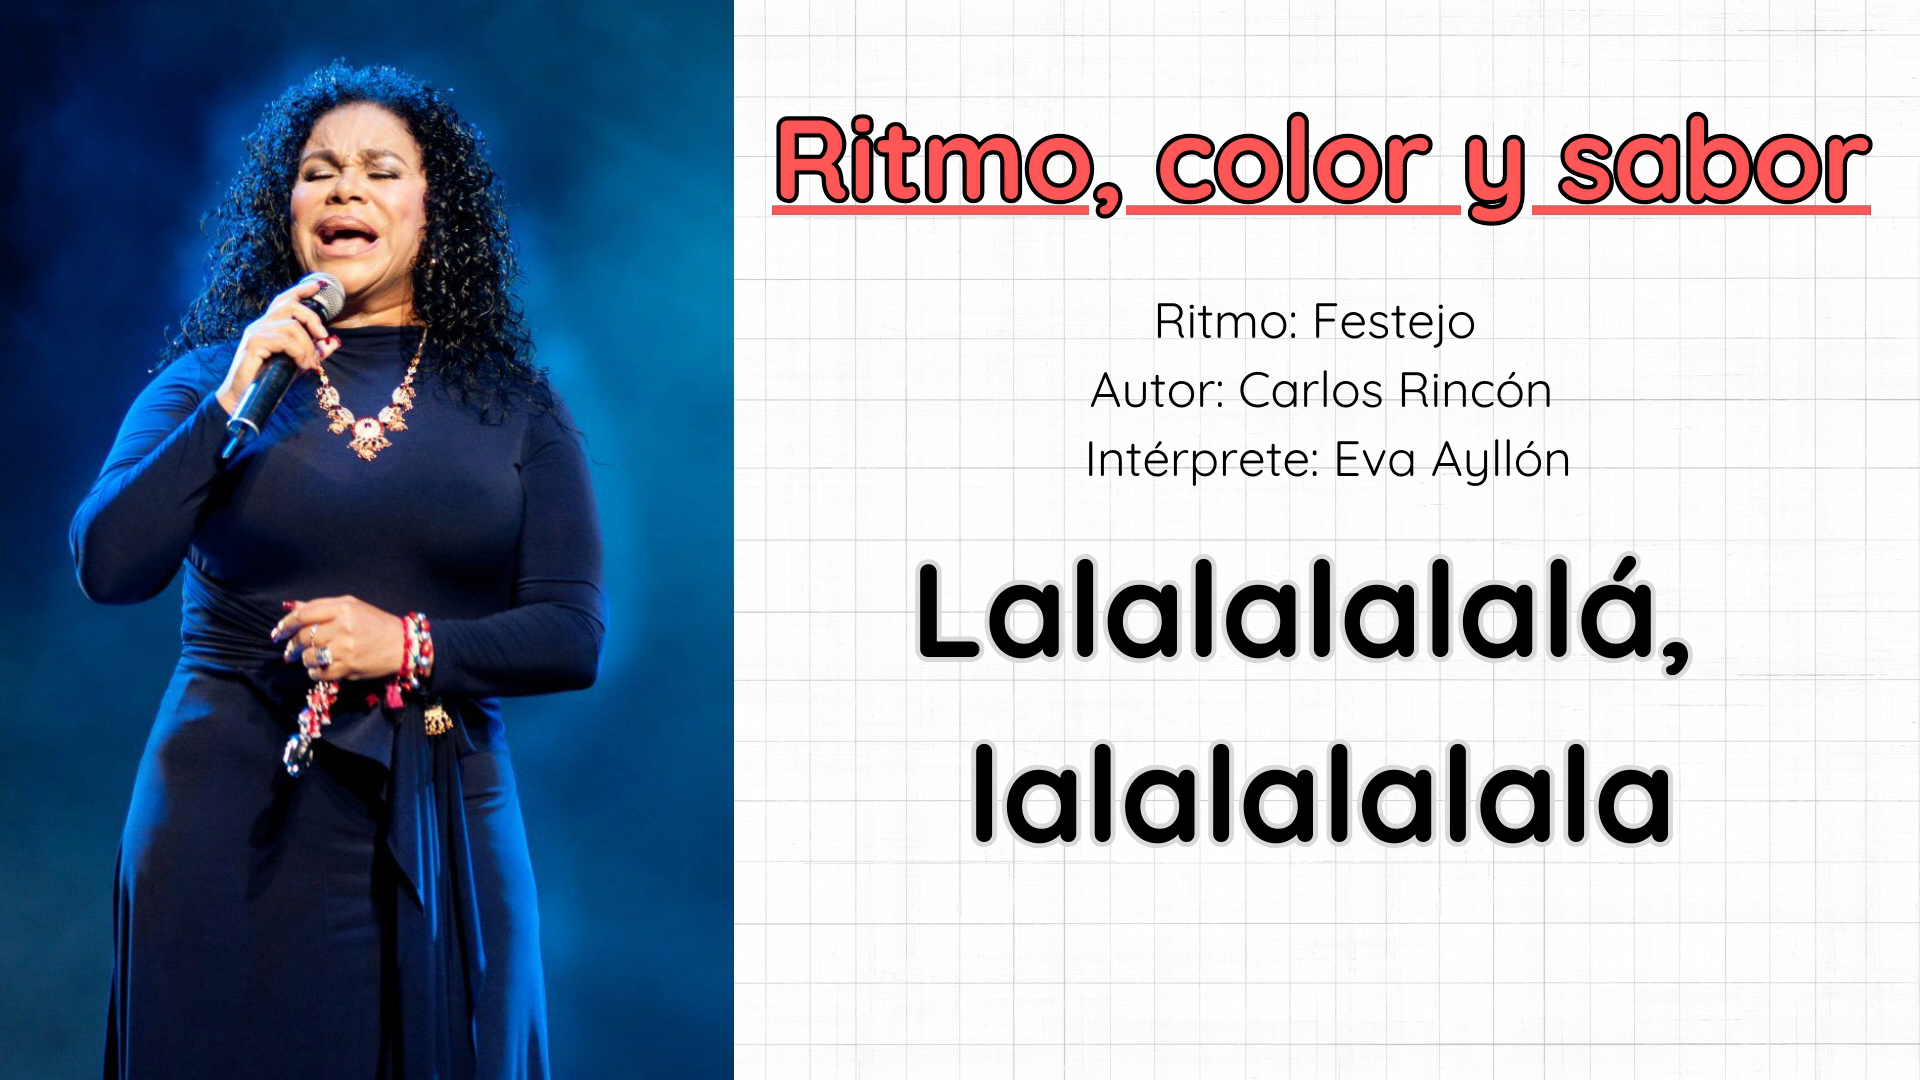 Ritmo, color y sabor
Ritmo: Festejo
Autor: Carlos Rincón
Intérprete: Eva Ayllón
Lalalalalalá,
lalalalalala